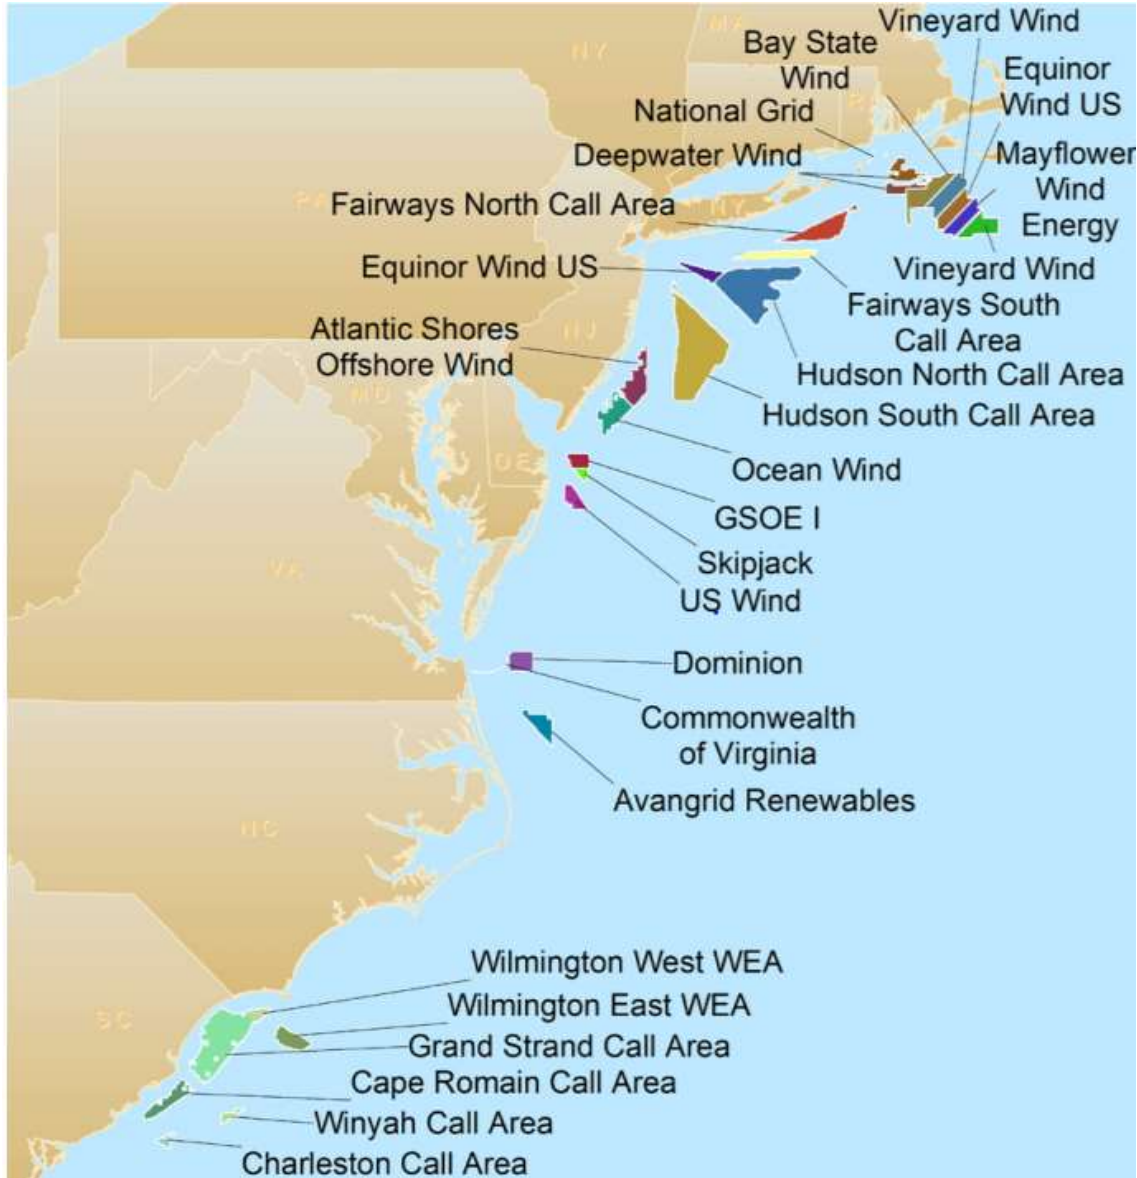 Vineyard Wind
Bay State
Wind
Equinor
Wind US
National Grid
Deepwater Wind
Mayflower
Wind
Energy
Fairways North Call Area
Equinor Wind US
Vineyard Wind
Fairways South
Call Area
Atlantic Shores
Offshore Wind
Hudson North Call Area
Hudson South Call Area
Ocean Wind
GSOE I
Skipjack
US Wind
Dominion
Commonwealth
of Virginia
Avangrid Renewables
Wilmington West WEA
Wilmington East WEA
Grand Strand Call Area
Cape Romain Call Area
Winyah Call Area
Charleston Call Area
NY
MA
PA
NY
NJ
MD
DE
VA
NC
SC